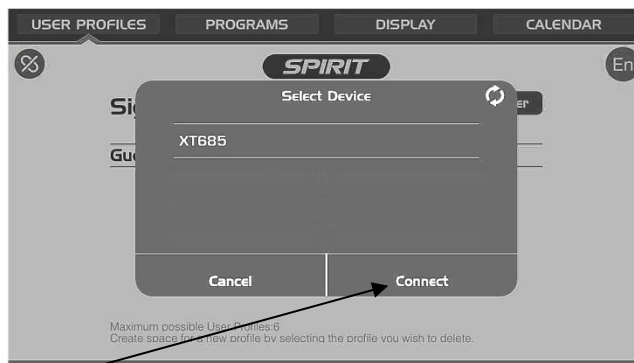 USER PROFILES PROGRAMS DISPLAY CALENDAR
SPIRIT
En
Select Device
XT685
Cancel Connect
Maximum possible User Profiles:6
Create space for a new profile by selecting the profile you wish to delete.